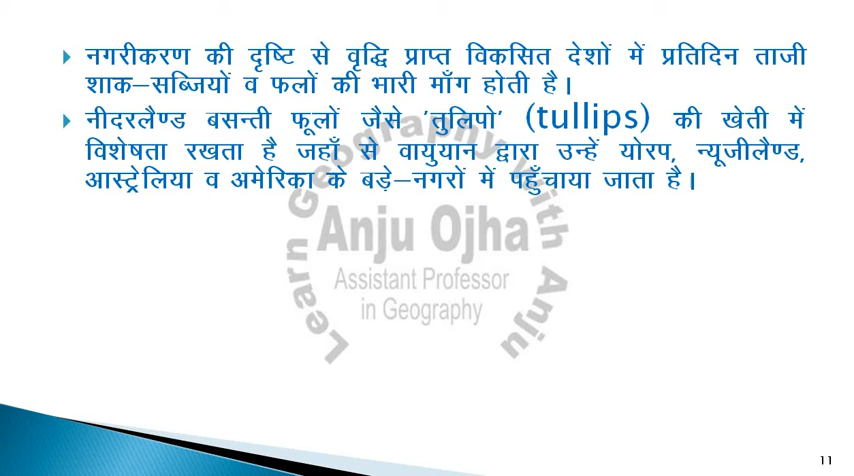 नगरीकरण की दृष्टि से वृद्धि प्राप्त विकसित देशों में प्रतिदिन ताजी
शाक–सब्जियों व फलों की भारी माँग होती है।
नीदरलैण्ड बसन्ती फूलों जैसे 'तुलिपो' (tullips) की खेती में
विशेषता रखता है जहाँ से वायुयान द्वारा उन्हें योरप, न्यूजीलैण्ड,
आस्ट्रेलिया व अमेरिका के बड़े–नगरों में पहुँचाया जाता है।
Learn Geography with Anju
Anju Ojha
Assistant Professor
in Geography
11